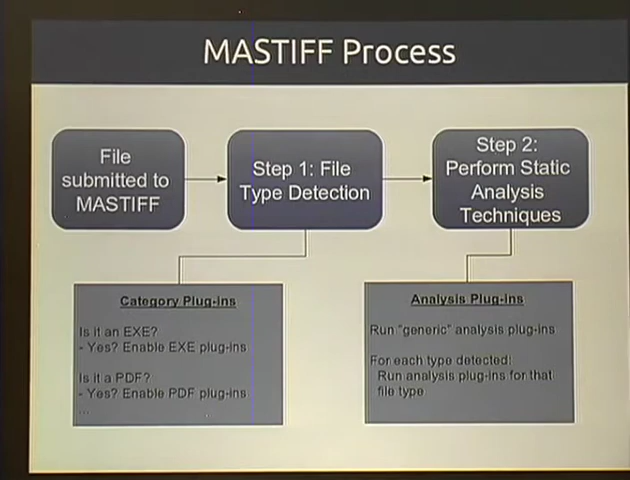 MASTIFF Process
File
submitted to
MASTIFF
Step 1: File
Type Detection
Step 2:
Perform Static
Analysis
Techniques
Category Plug-ins
Is it an EXE?
- Yes? Enable EXE plug-ins
Is it a PDF?
- Yes? Enable PDF plug-ins
...
Analysis Plug-ins
Run "generic" analysis plug-ins
For each type detected:
Run analysis plug-ins for that
file type